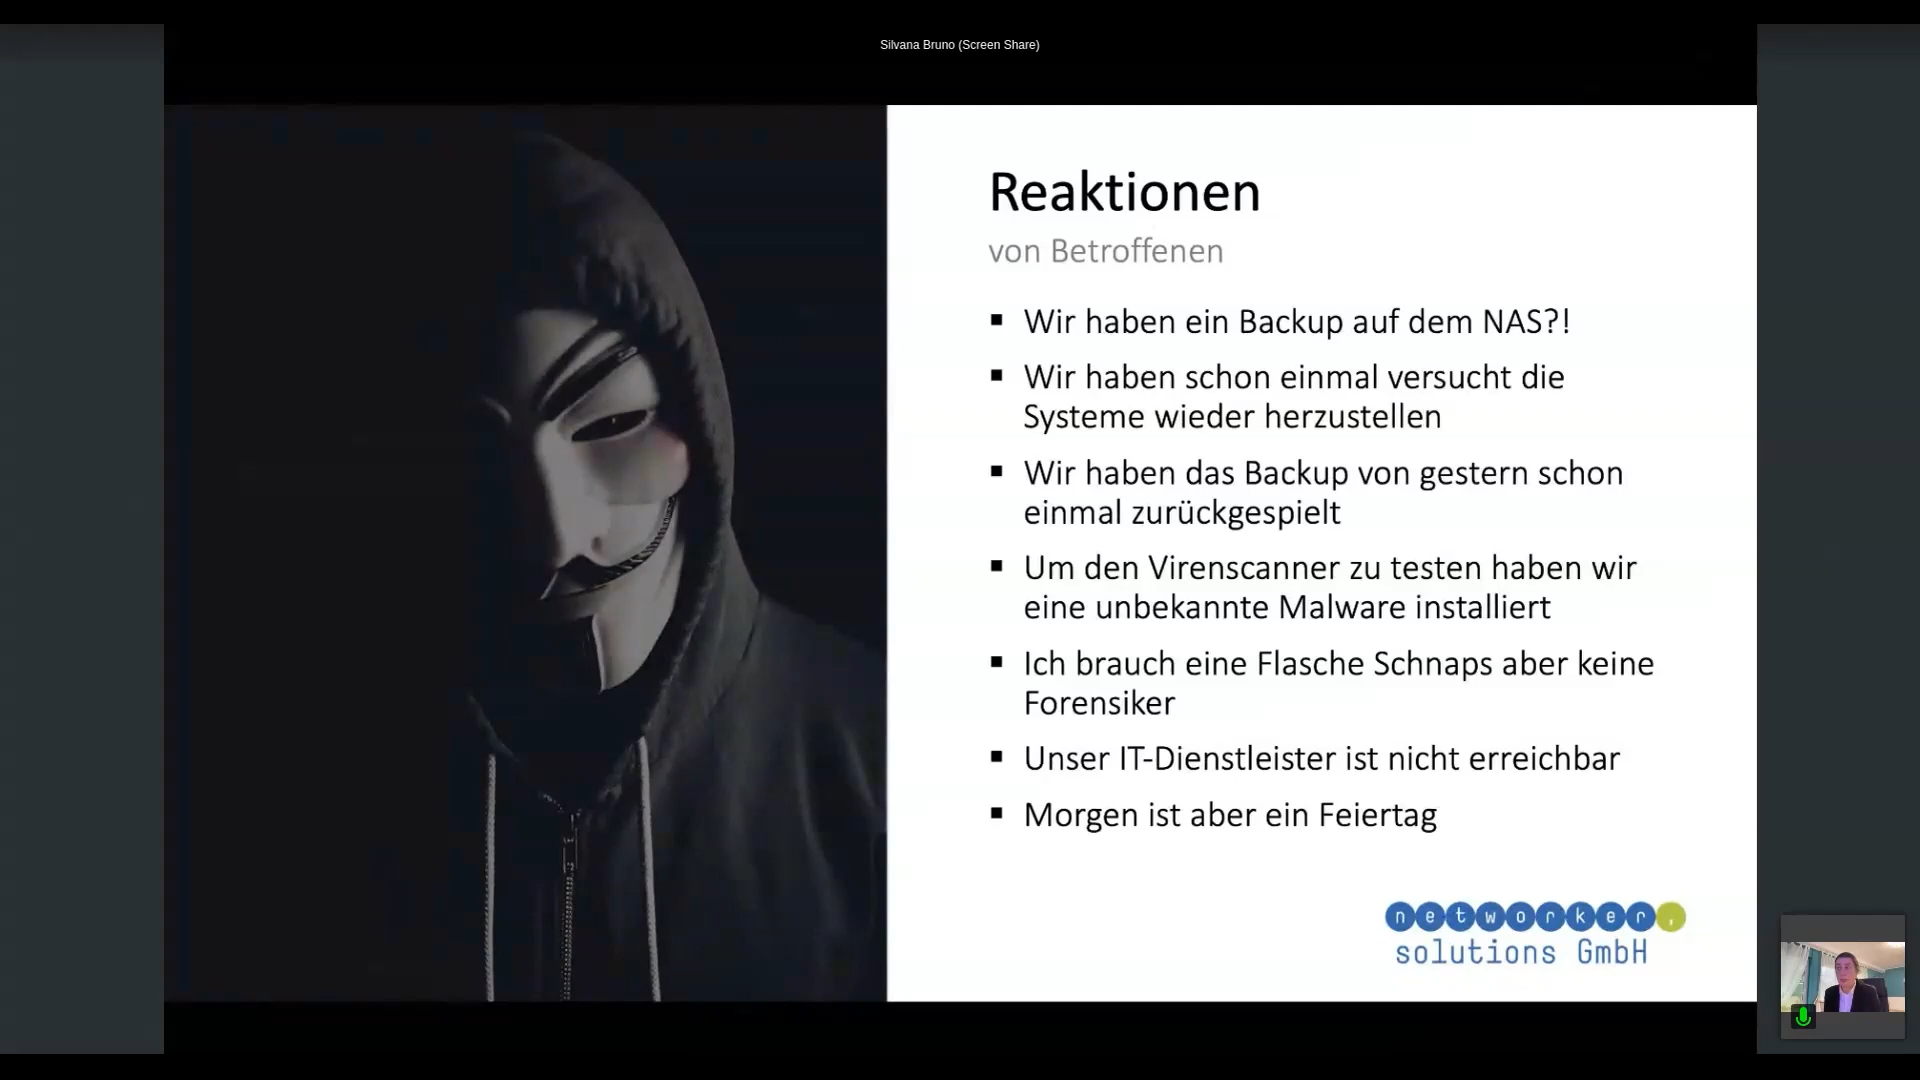 Silvana Bruno (Screen Share)
Reaktionen
von Betroffenen
▪ Wir haben ein Backup auf dem NAS?!
▪ Wir haben schon einmal versucht die
Systeme wieder herzustellen
▪ Wir haben das Backup von gestern schon
einmal zurückgespielt
▪ Um den Virenscanner zu testen haben wir
eine unbekannte Malware installiert
▪ Ich brauch eine Flasche Schnaps aber keine
Forensiker
▪ Unser IT-Dienstleister ist nicht erreichbar
▪ Morgen ist aber ein Feiertag
networker,
solutions GmbH